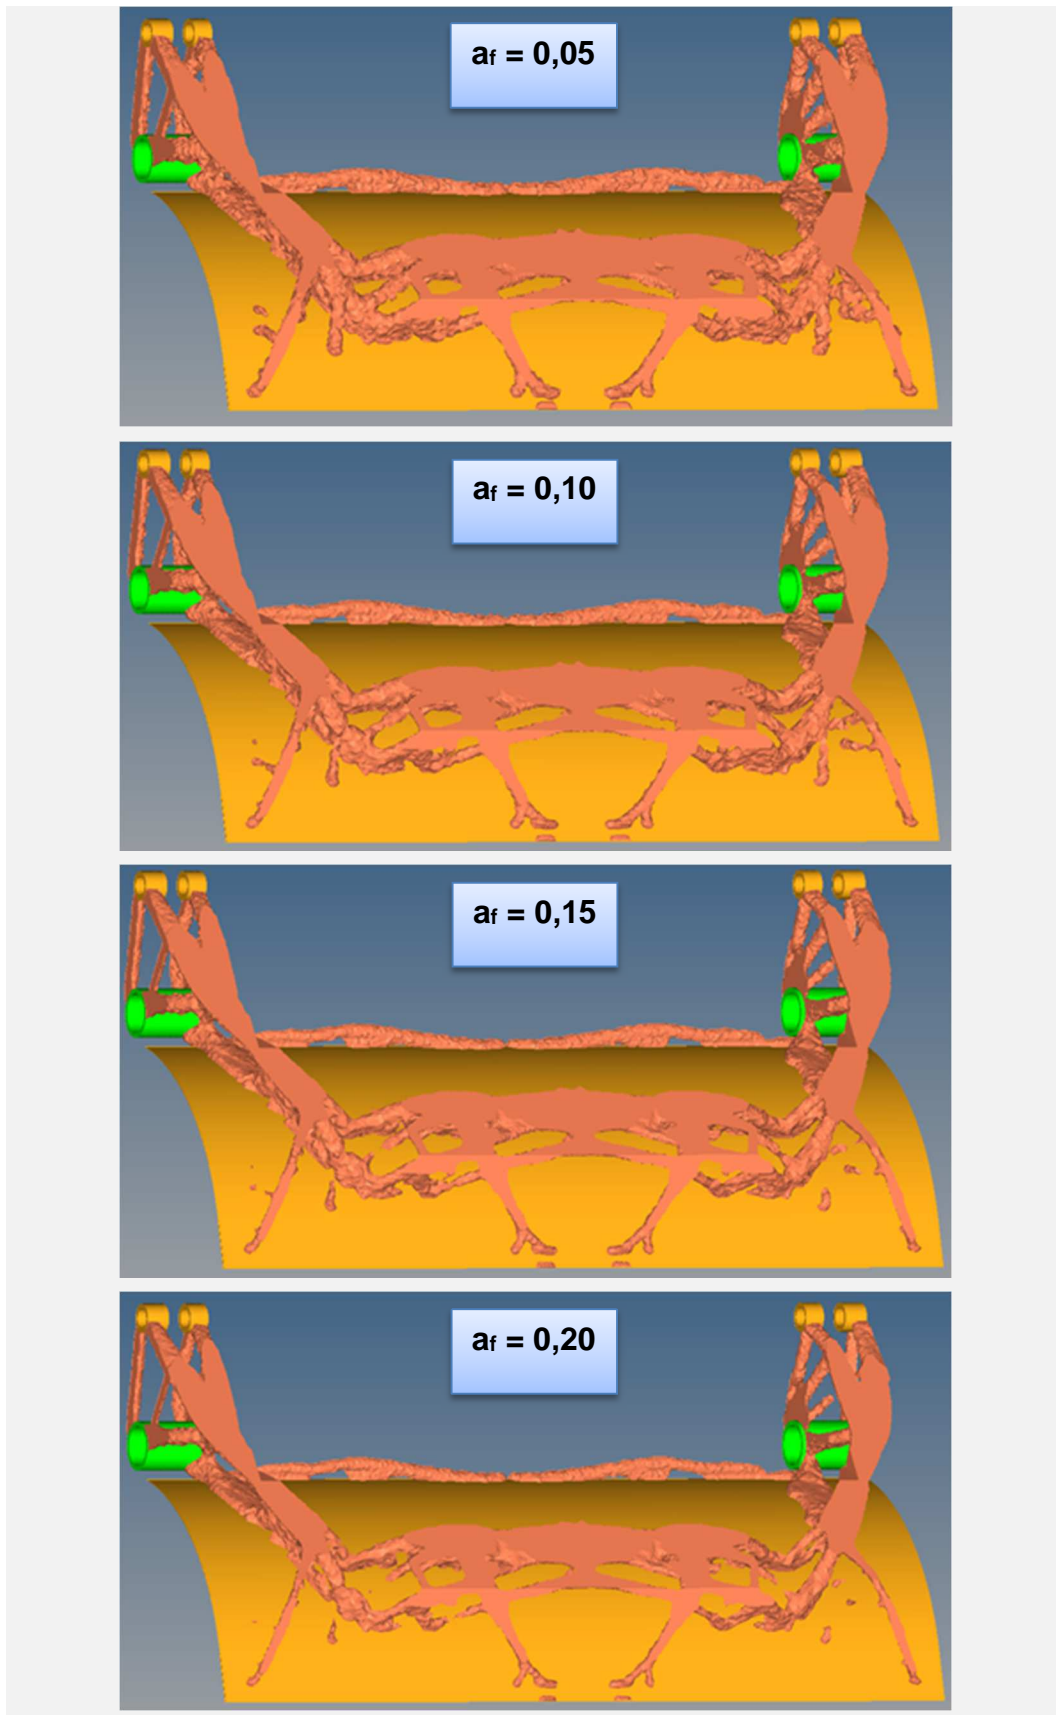 af = 0,05
af = 0,10
af = 0,15
af = 0,20